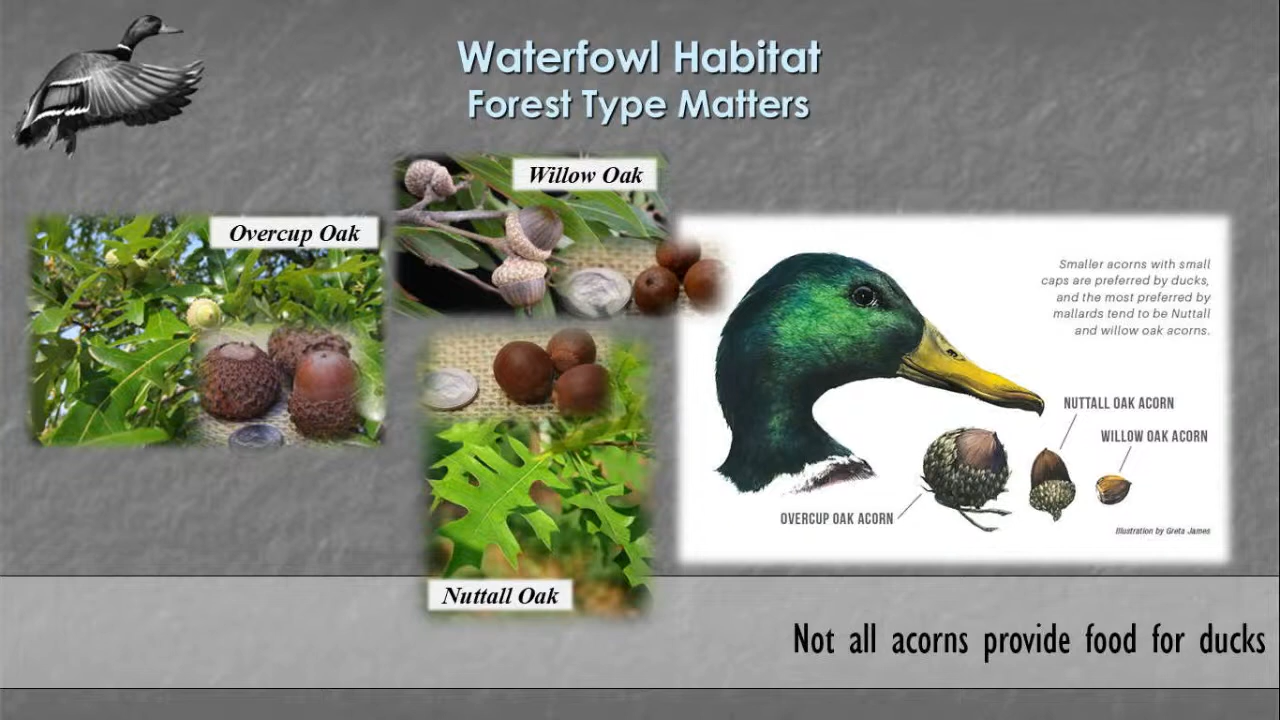 Waterfowl Habitat
Forest Type Matters
Overcup Oak
Willow Oak
Nuttall Oak
Smaller acorns with small
caps are preferred by ducks,
and the most preferred by
mallards tend to be Nuttall
and willow oak acorns.
NUTTALL OAK ACORN
WILLOW OAK ACORN
OVERCUP OAK ACORN
Illustration by Greta James
Not all acorns provide food for ducks